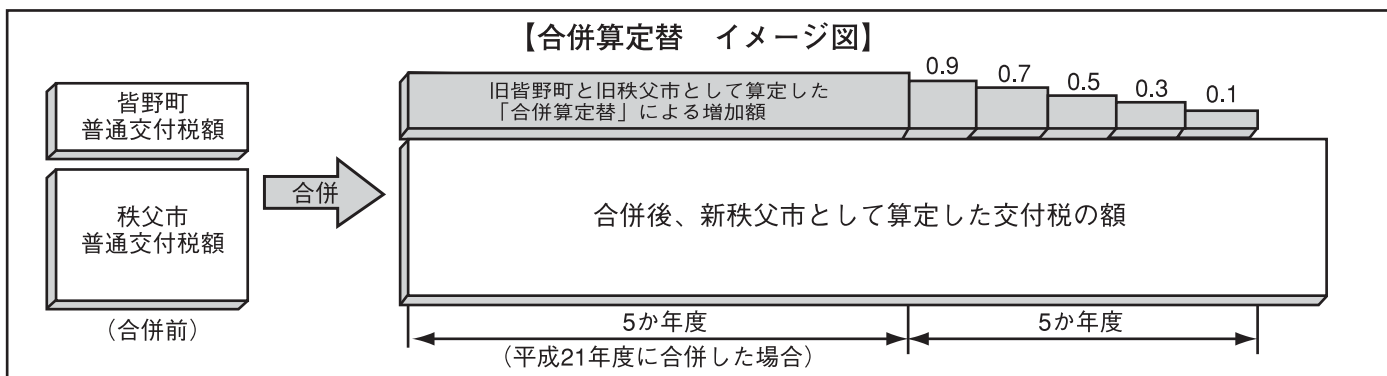 【合併算定替　イメージ図】
皆野町
普通交付税額
秩父市
普通交付税額
（合併前）
合併
旧皆野町と旧秩父市として算定した
「合併算定替」による増加額
0.9
0.7
0.5
0.3
0.1
合併後、新秩父市として算定した交付税の額
5か年度
（平成21年度に合併した場合）
5か年度